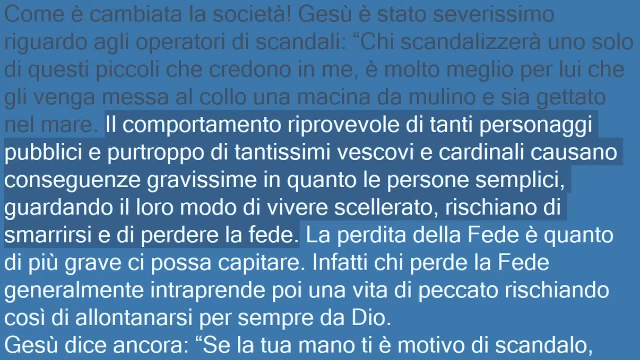 Come è cambiata la società! Gesù è stato severissimo
riguardo agli operatori di scandali: “Chi scandalizzerà uno solo
di questi piccoli che credono in me, è molto meglio per lui che
gli venga messa al collo una macina da mulino e sia gettato
nel mare. Il comportamento riprovevole di tanti personaggi
pubblici e purtroppo di tantissimi vescovi e cardinali causano
conseguenze gravissime in quanto le persone semplici,
guardando il loro modo di vivere scellerato, rischiano di
smarrirsi e di perdere la fede. La perdita della Fede è quanto
di più grave ci possa capitare. Infatti chi perde la Fede
generalmente intraprende poi una vita di peccato rischiando
così di allontanarsi per sempre da Dio.
Gesù dice ancora: “Se la tua mano ti è motivo di scandalo,